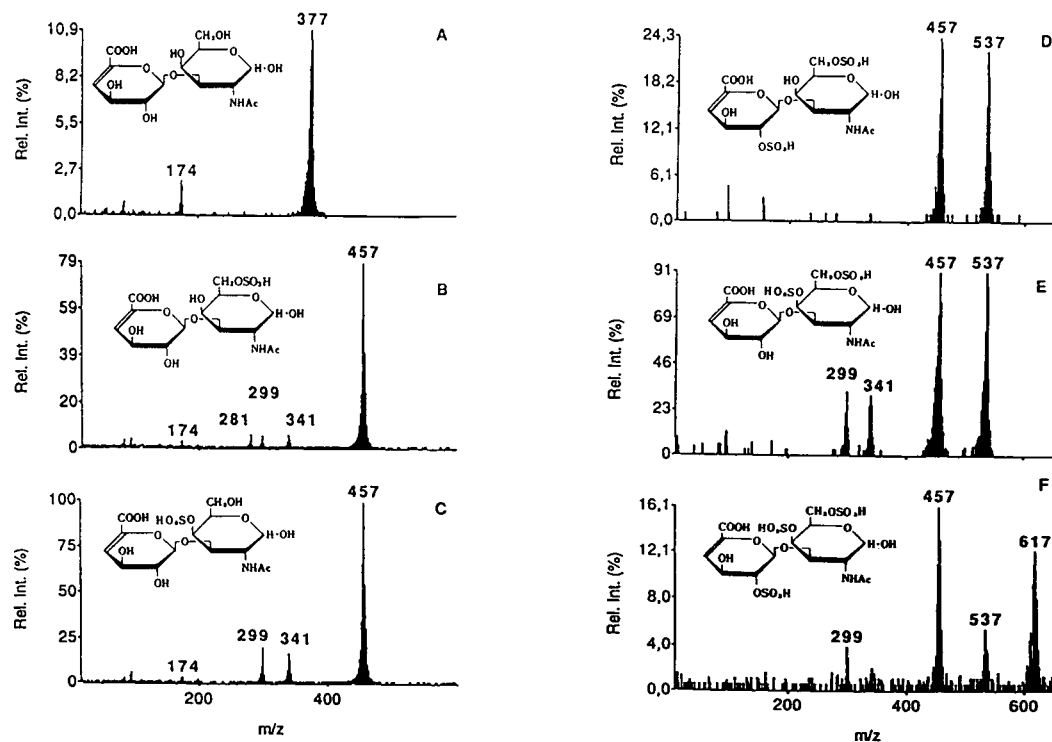 A
Rel. Int. (%)
10,9
8,2
5,5
2,7
0,0
377
174
COOH
OH
OH
O
CH₂OH
HO
O
H·OH
NHAc
B
Rel. Int. (%)
79
59
39
20
0
457
174
281
299
341
COOH
OH
OH
O
CH₂OSO₃H
HO
O
H·OH
NHAc
C
Rel. Int. (%)
100
75
50
25
0
457
174
299
341
COOH
OH
OH
O
HO₃SO
CH₂OH
O
H·OH
NHAc
200
400
m/z
D
Rel. Int. (%)
24,3
18,2
12,1
6,1
0,0
457
537
COOH
OH
OSO₃H
O
CH₂OSO₃H
HO
O
H·OH
NHAc
E
Rel. Int. (%)
91
69
46
23
0
457
537
299
341
COOH
OH
OH
O
HO₃SO
CH₂OSO₃H
O
H·OH
NHAc
F
Rel. Int. (%)
16,1
12,1
8,0
4,0
0,0
457
617
537
299
COOH
OH
OSO₃H
O
HO₃SO
CH₂OSO₃H
O
H·OH
NHAc
200
400
600
m/z